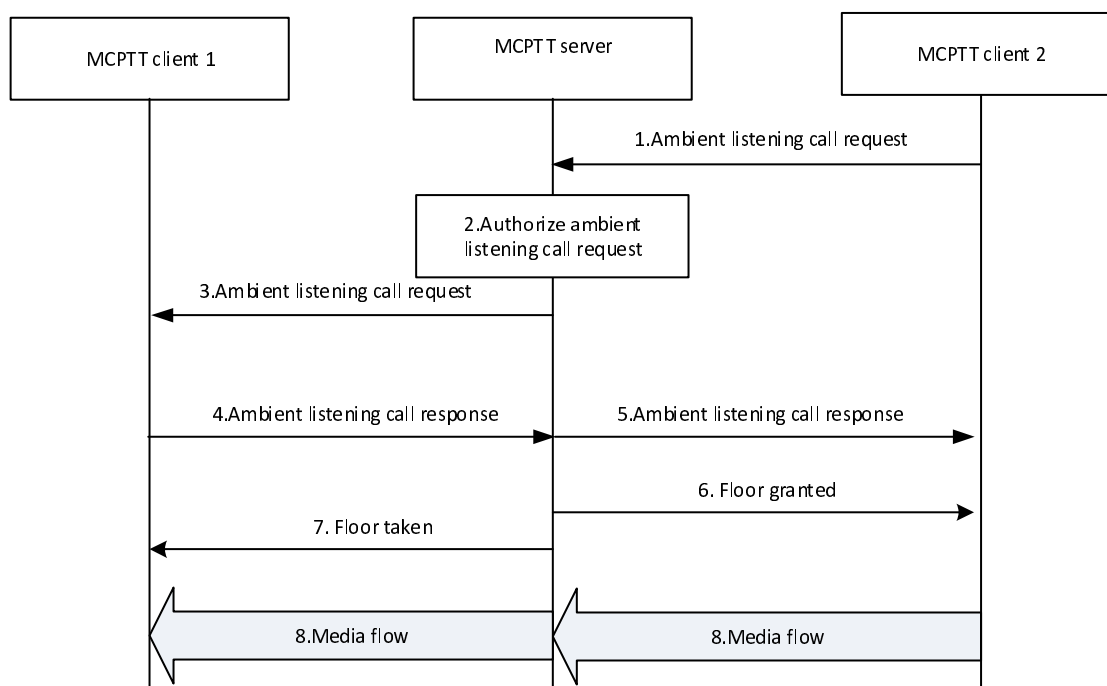 MCPTT client 1
MCPTT server
MCPTT client 2
1.Ambient listening call request
2.Authorize ambient
listening call request
3.Ambient listening call request
4.Ambient listening call response
5.Ambient listening call response
6. Floor granted
7. Floor taken
8.Media flow
8.Media flow